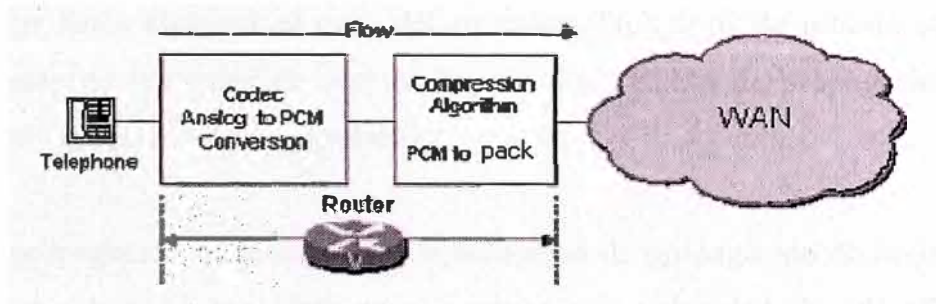 Flow
Codec
Analog to PCM
Conversion
Compression
Algorithm
PCM to pack
WAN
Telephone
Router